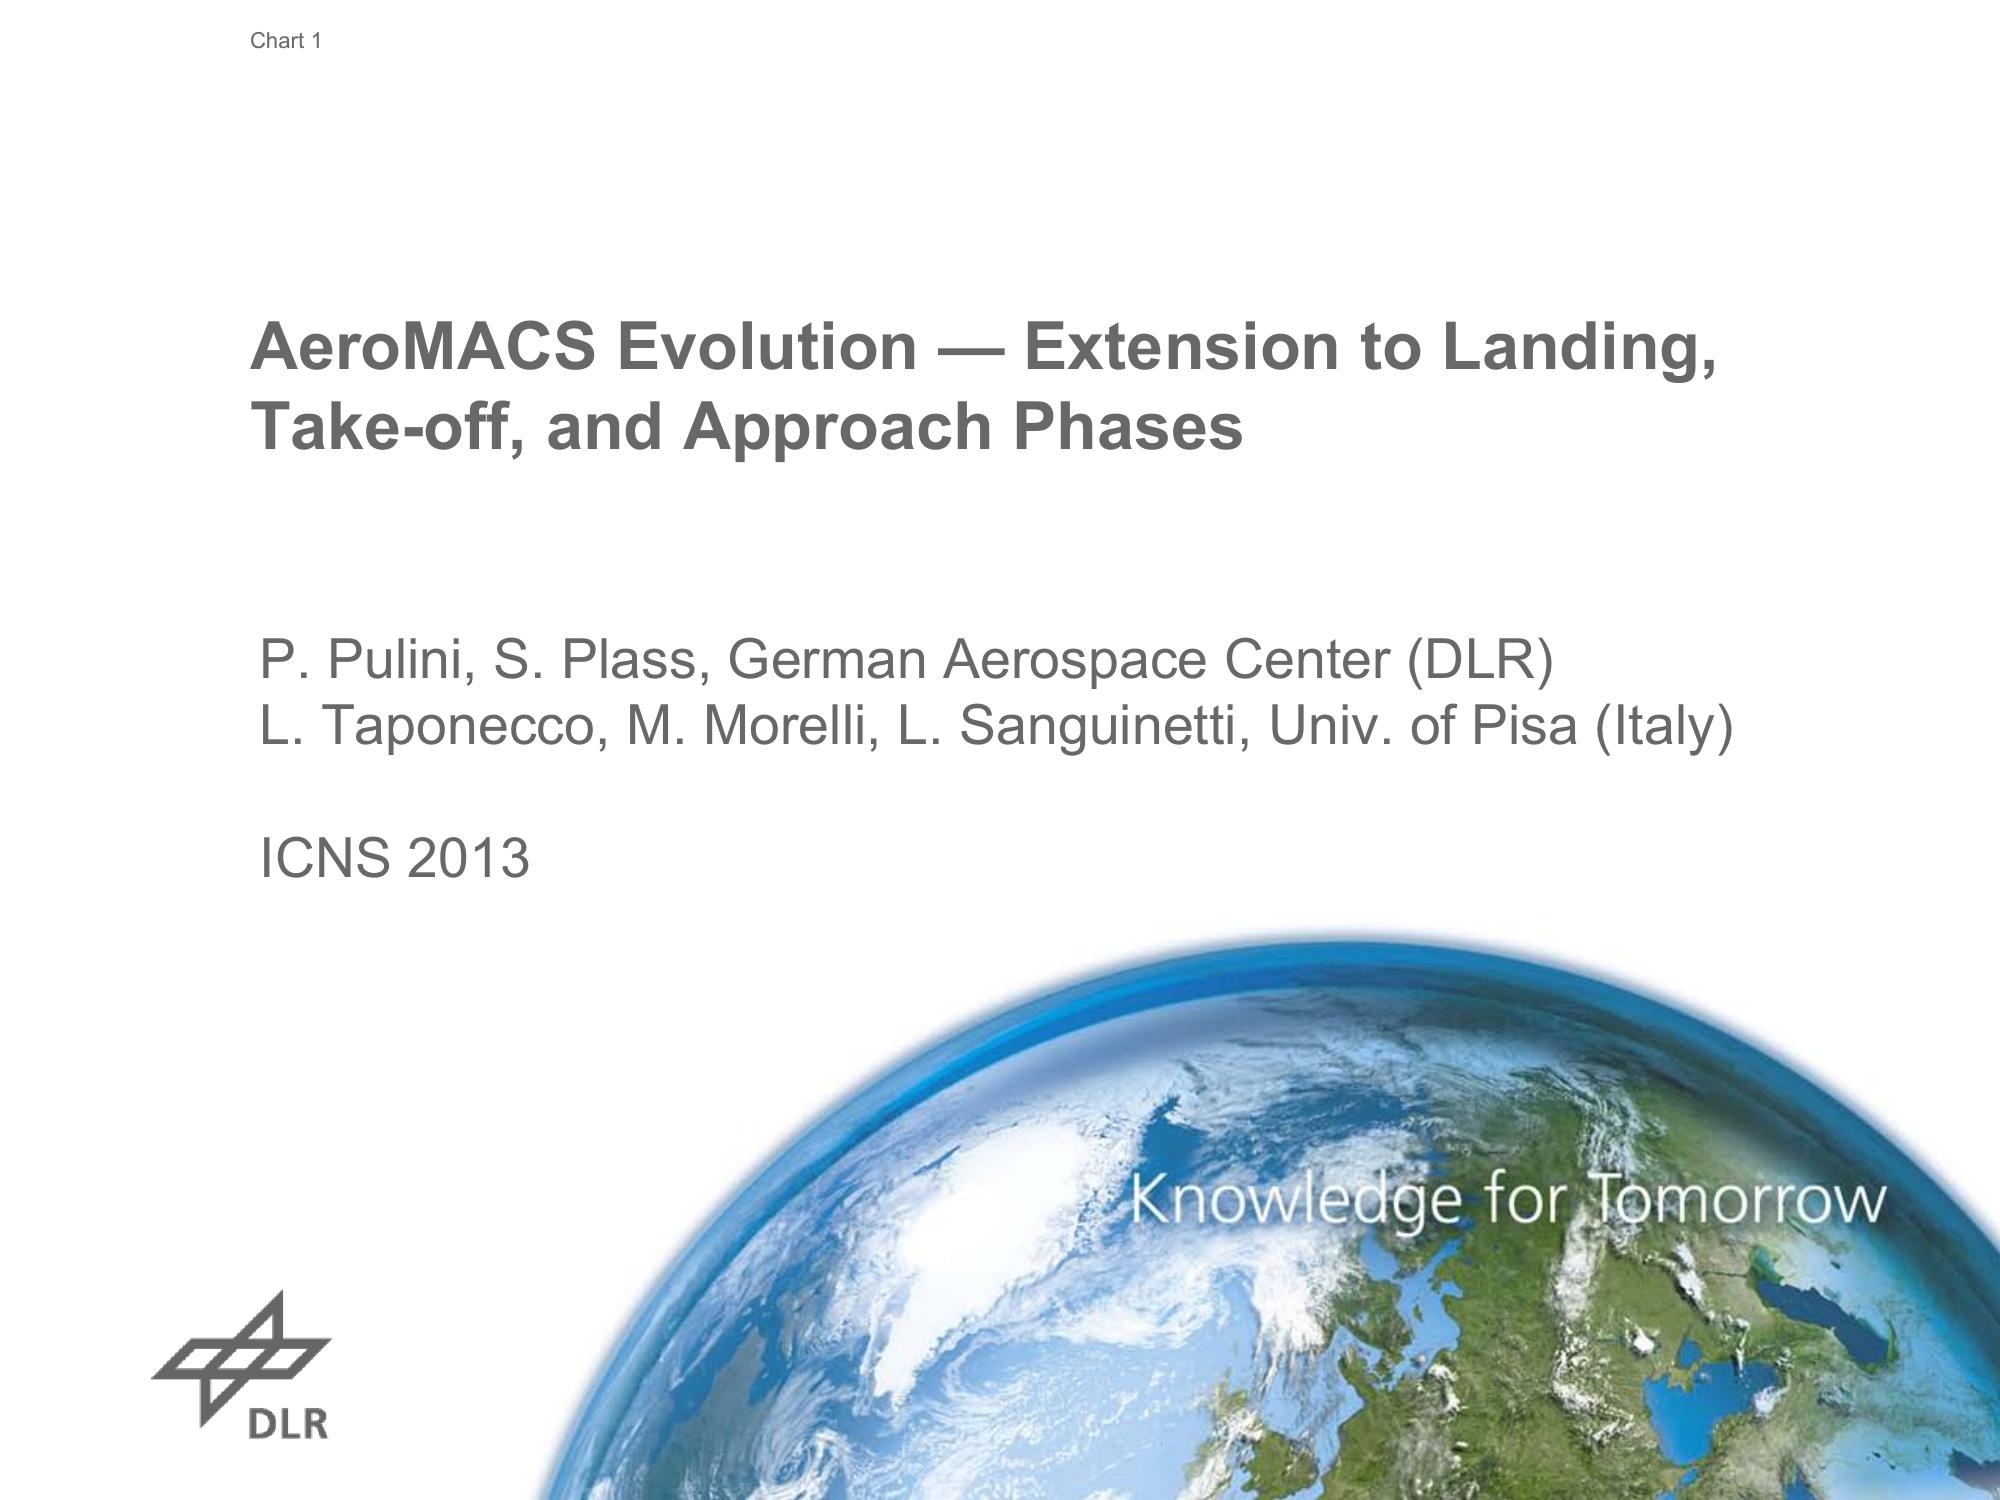 Chart 1
AeroMACS Evolution — Extension to Landing,
Take-off, and Approach Phases
P. Pulini, S. Plass, German Aerospace Center (DLR)
L. Taponecco, M. Morelli, L. Sanguinetti, Univ. of Pisa (Italy)
ICNS 2013
Knowledge for Tomorrow
DLR